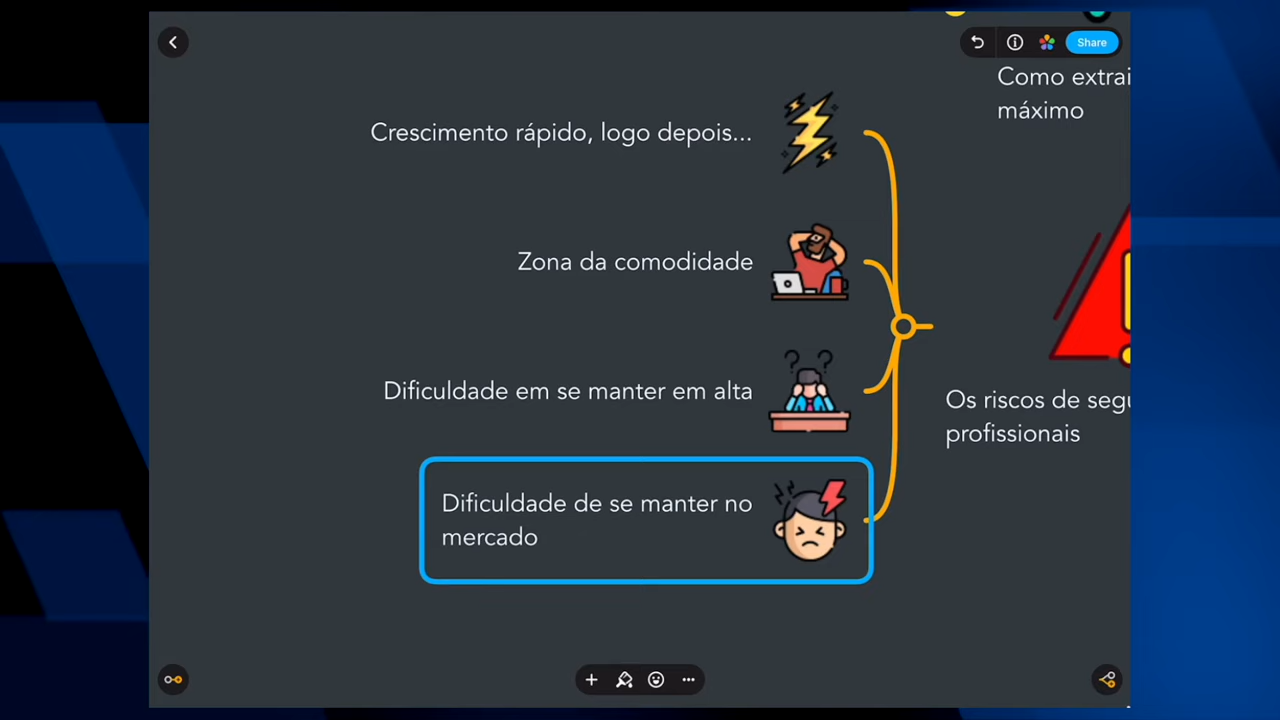 Share
Como extrai
máximo
Crescimento rápido, logo depois...
Zona da comodidade
Dificuldade em se manter em alta
Os riscos de segu
profissionais
Dificuldade de se manter no
mercado